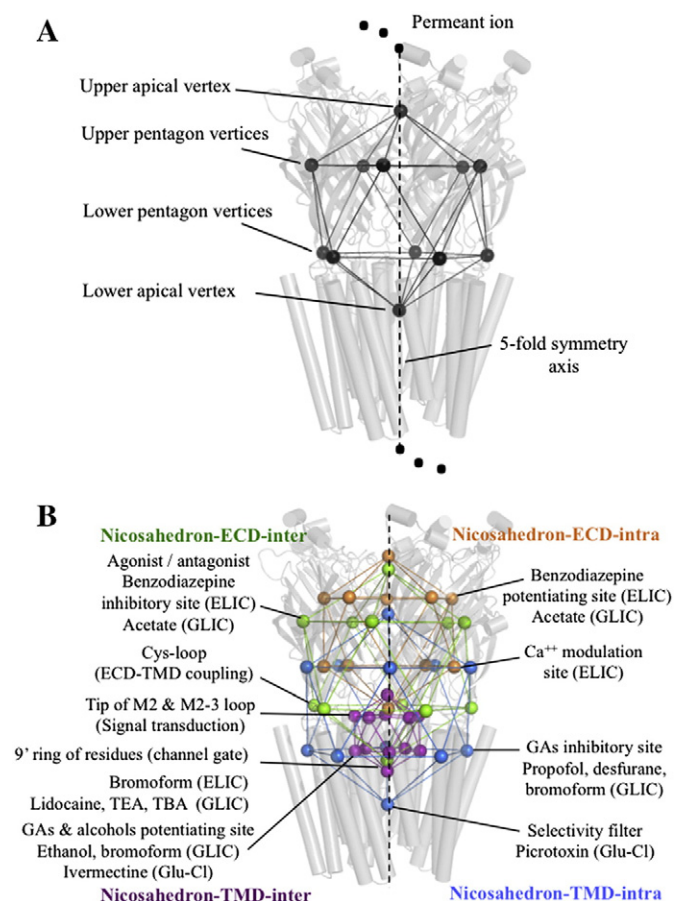 A
Permeant ion
Upper apical vertex
Upper pentagon vertices
Lower pentagon vertices
Lower apical vertex
5-fold symmetry
axis
B
Nicosahedron-ECD-inter
Nicosahedron-ECD-intra
Agonist / antagonist
Benzodiazepine
inhibitory site (ELIC)
Acetate (GLIC)
Benzodiazepine
potentiating site (ELIC)
Acetate (GLIC)
Cys-loop
(ECD-TMD coupling)
Ca++ modulation
site (ELIC)
Tip of M2 & M2-3 loop
(Signal transduction)
9' ring of residues (channel gate)
Bromoform (ELIC)
Lidocaine, TEA, TBA (GLIC)
GAs inhibitory site
Propofol, desfurane,
bromoform (GLIC)
GAs & alcohols potentiating site
Ethanol, bromoform (GLIC)
Ivermectine (Glu-Cl)
Selectivity filter
Picrotoxin (Glu-Cl)
Nicosahedron-TMD-inter
Nicosahedron-TMD-intra